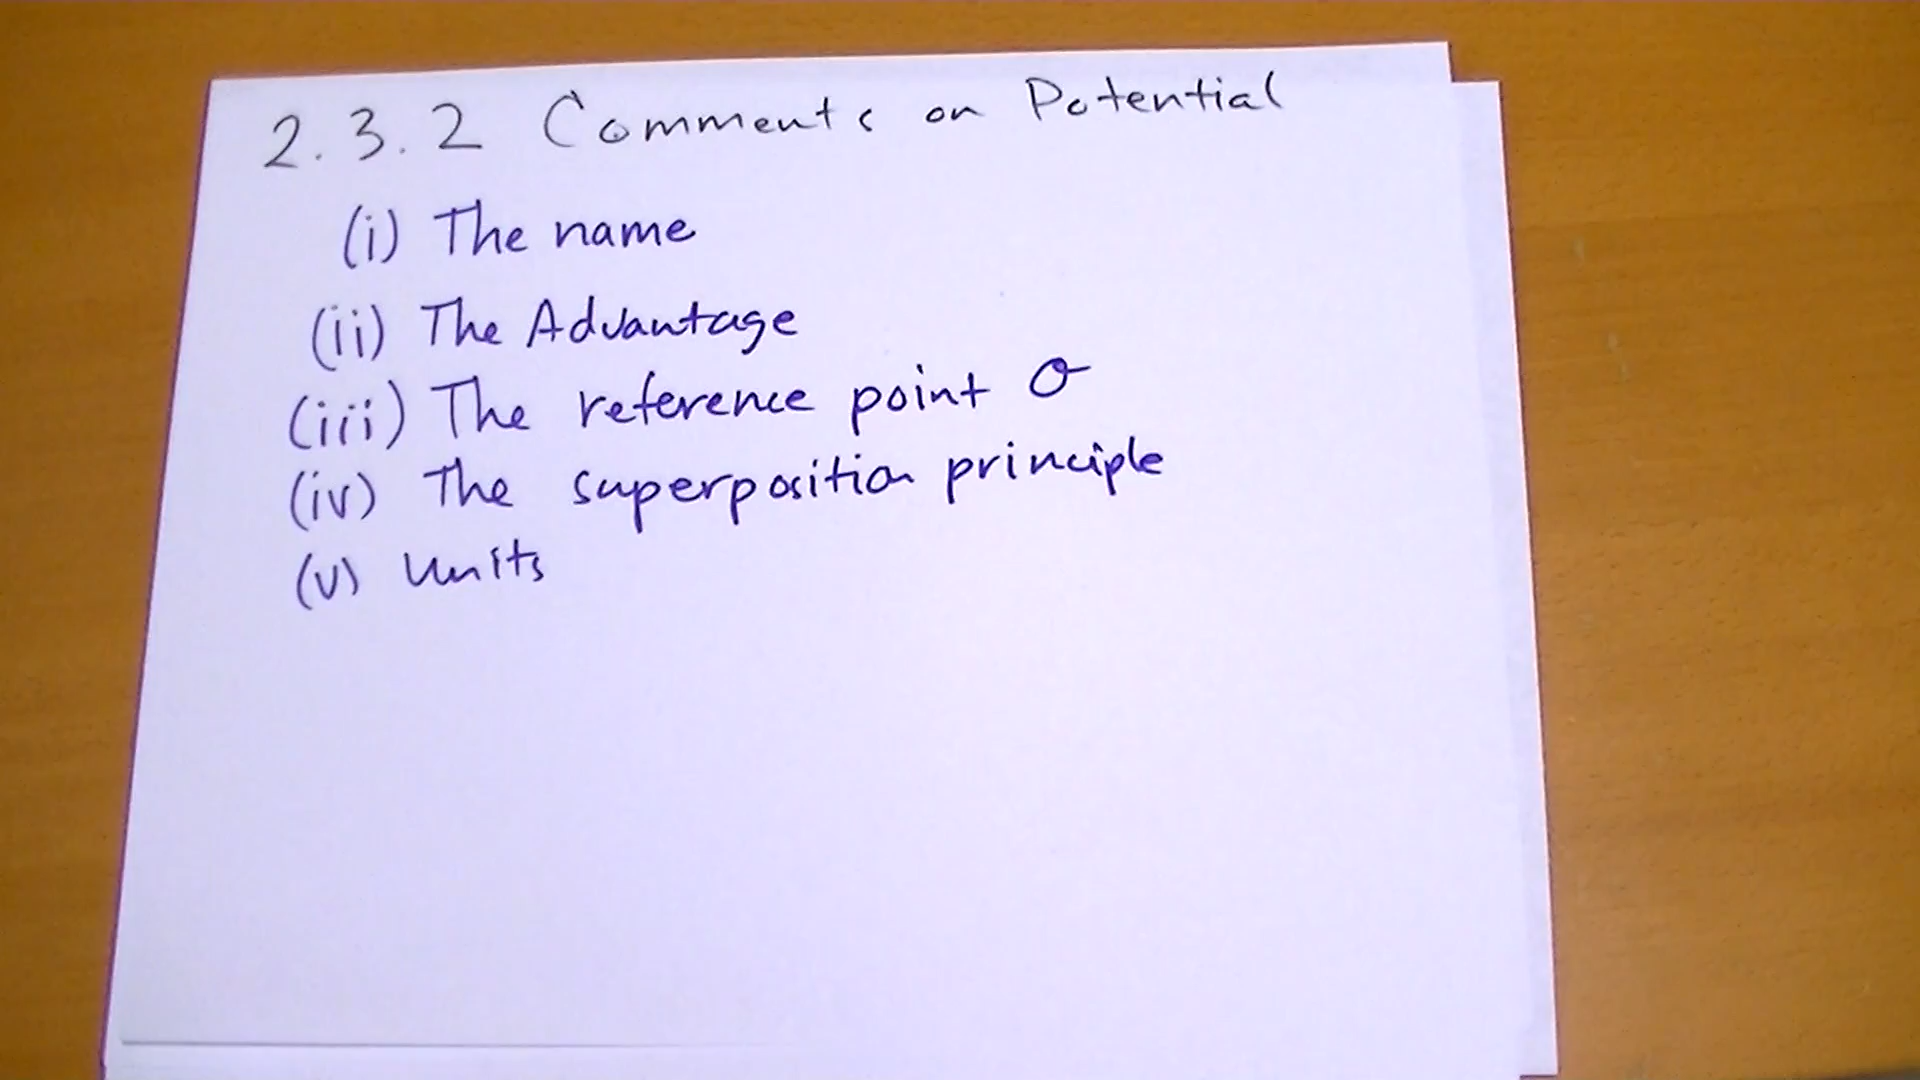 2.3.2 Comments on Potential
(i) The name
(ii) The Advantage
(iii) The reference point O
(iv) The superposition principle
(v) Units